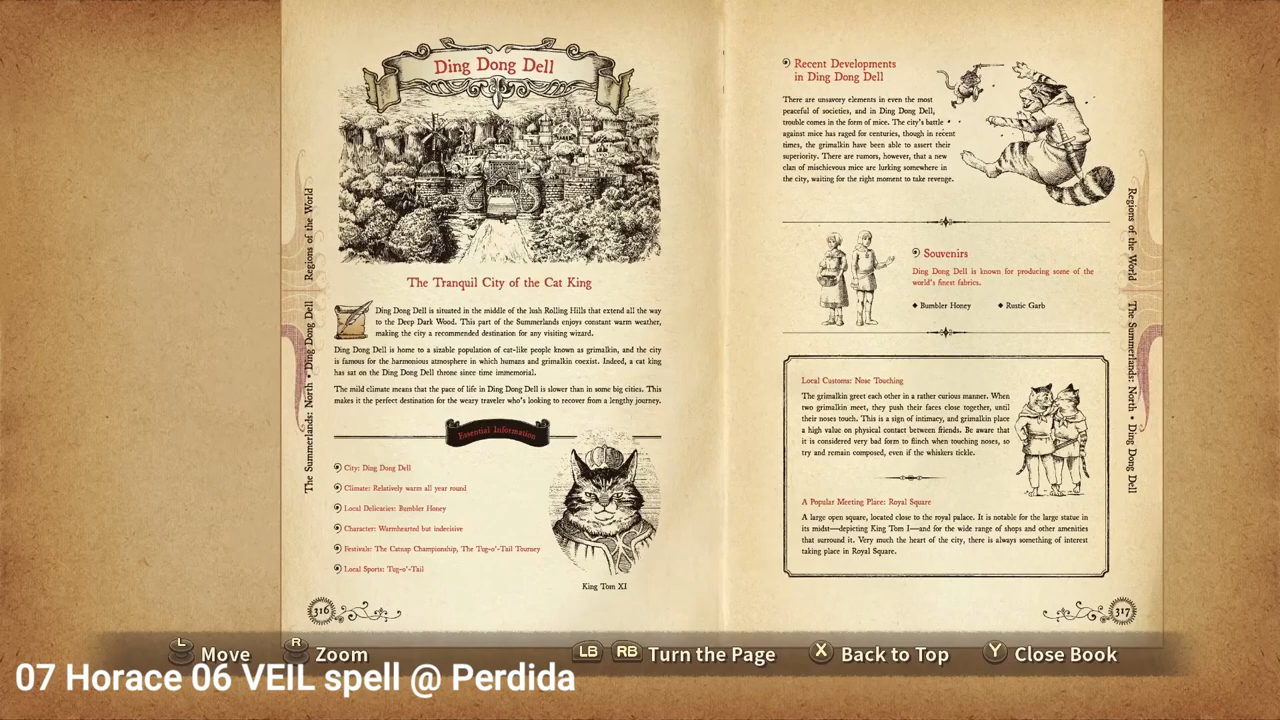 Ding Dong Dell
The Tranquil City of the Cat King
Ding Dong Dell is situated in the middle of the lush Rolling Hills that extend all the way
to the Deep Dark Wood. This part of the Summerlands enjoys constant warm weather,
making the city a recommended destination for any visiting wizard.
Ding Dong Dell is home to a sizable population of cat-like people known as grimalkin, and the city
is famous for the harmonious atmosphere in which humans and grimalkin coexist. Indeed, a cat king
has sat on the Ding Dong Dell throne since time immemorial.
The mild climate means that the pace of life in Ding Dong Dell is slower than in some big cities. This
makes it the perfect destination for the weary traveler who's looking to recover from a lengthy journey.
Essential Information
City: Ding Dong Dell
Climate: Relatively warm all year round
Local Delicacies: Bumbler Honey
Character: Warmhearted but indecisive
Festivals: The Catnap Championship, The Tug-o'-Tail Tourney
Local Sports: Tug-o'-Tail
King Tom XI
316
Regions of the World
The Summerlands: North • Ding Dong Dell
Recent Developments
in Ding Dong Dell
There are unsavory elements in even the most
peaceful of societies, and in Ding Dong Dell,
trouble comes in the form of mice. The city's battle
against mice has raged for centuries, though in recent
times, the grimalkin have been able to assert their
superiority. There are rumors, however, that a new
clan of mischievous mice are lurking somewhere in
the city, waiting for the right moment to take revenge.
Souvenirs
Ding Dong Dell is known for producing some of the
world's finest fabrics.
◆ Bumbler Honey ◆ Rustic Garb
Local Customs: Nose Touching
The grimalkin greet each other in a rather curious manner. When
two grimalkin meet, they push their faces close together, until
their noses touch. This is a sign of intimacy, and grimalkin place
a high value on physical contact between friends. Be aware that
it is considered very bad form to flinch when touching noses, so
try and remain composed, even if the whiskers tickle.
A Popular Meeting Place: Royal Square
A large open square, located close to the royal palace. It is notable for the large statue in
its midst—depicting King Tom I—and for the wide range of shops and other amenities
that surround it. Very much the heart of the city, there is always something of interest
taking place in Royal Square.
317
Regions of the World
The Summerlands: North • Ding Dong Dell
L Move R Zoom LB RB Turn the Page X Back to Top Y Close Book
07 Horace 06 VEIL spell @ Perdida